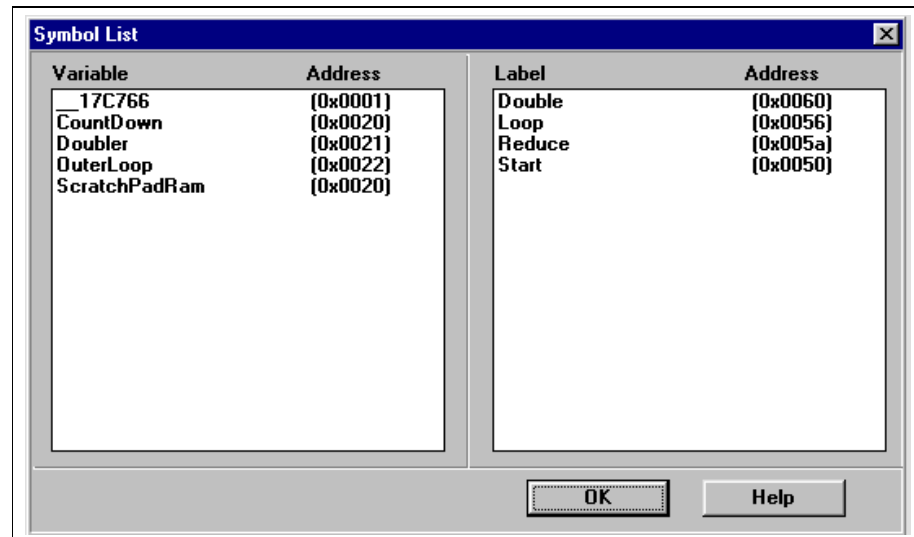 Symbol List
Variable Address
__17C766 (0x0001)
CountDown (0x0020)
Doubler (0x0021)
OuterLoop (0x0022)
ScratchPadRam (0x0020)
Label Address
Double (0x0060)
Loop (0x0056)
Reduce (0x005a)
Start (0x0050)
OK Help